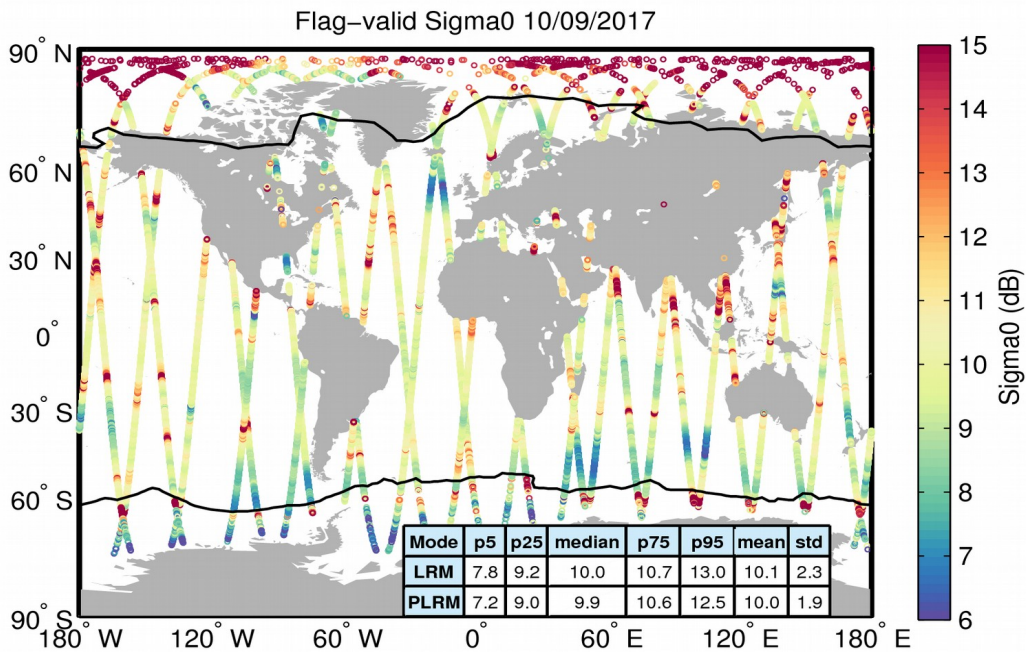 Flag-valid Sigma0 10/09/2017
90° N
60° N
30° N
0°
30° S
60° S
90° S
180° W
120° W
60° W
0°
60° E
120° E
180° E
15
14
13
12
11
10
9
8
7
6
Sigma0 (dB)
Mode p5 p25 median p75 p95 mean std
LRM 7.8 9.2 10.0 10.7 13.0 10.1 2.3
PLRM 7.2 9.0 9.9 10.6 12.5 10.0 1.9